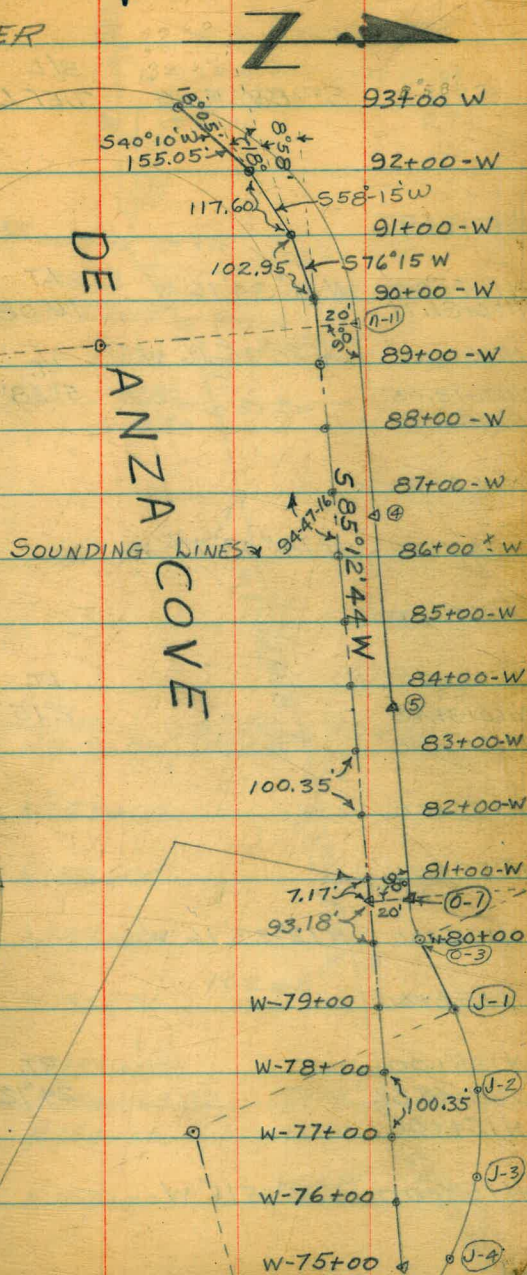 ER
N
93+00 W
18°05'
S40°10'W
155.05'
18°
8°58'
92+00-W
117.60
S58-15W
91+00-W
102.95
S76°15 W
90+00-W
20'
n-11
89+00-W
88+00-W
87+00-W
94-47-16
S 85°12'44 W
4
SOUNDING LINES
86+00-W
85+00-W
84+00-W
5
83+00-W
100.35'
82+00-W
81+00-W
7.17'
90°
20'
O-7
93.18'
80+00
O-3
W-79+00
J-1
W-78+00
J-2
100.35'
W-77+00
J-3
W-76+00
J-4
W-75+00
DE ANZA COVE